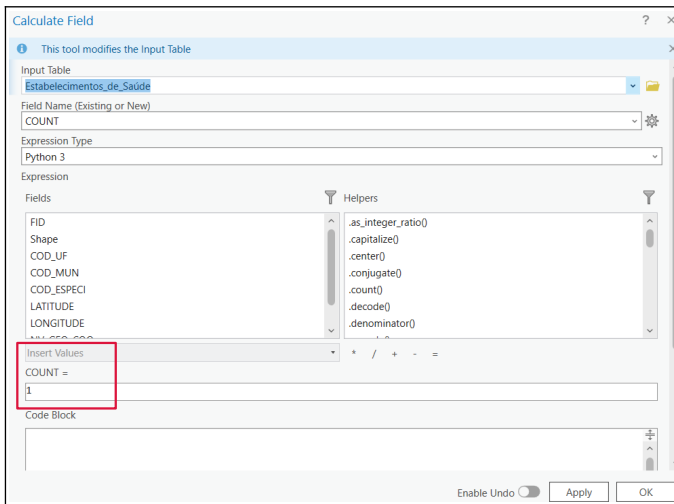 Calculate Field ? ×
This tool modifies the Input Table ×
Input Table
Estabelecimentos_de_Saúde
Field Name (Existing or New)
COUNT
Expression Type
Python 3
Expression
Fields Helpers
FID .as_integer_ratio()
Shape .capitalize()
COD_UF .center()
COD_MUN .conjugate()
COD_ESPECI .count()
LATITUDE .decode()
LONGITUDE .denominator()
Insert Values * / + - =
COUNT =
1
Code Block
Enable Undo Apply OK